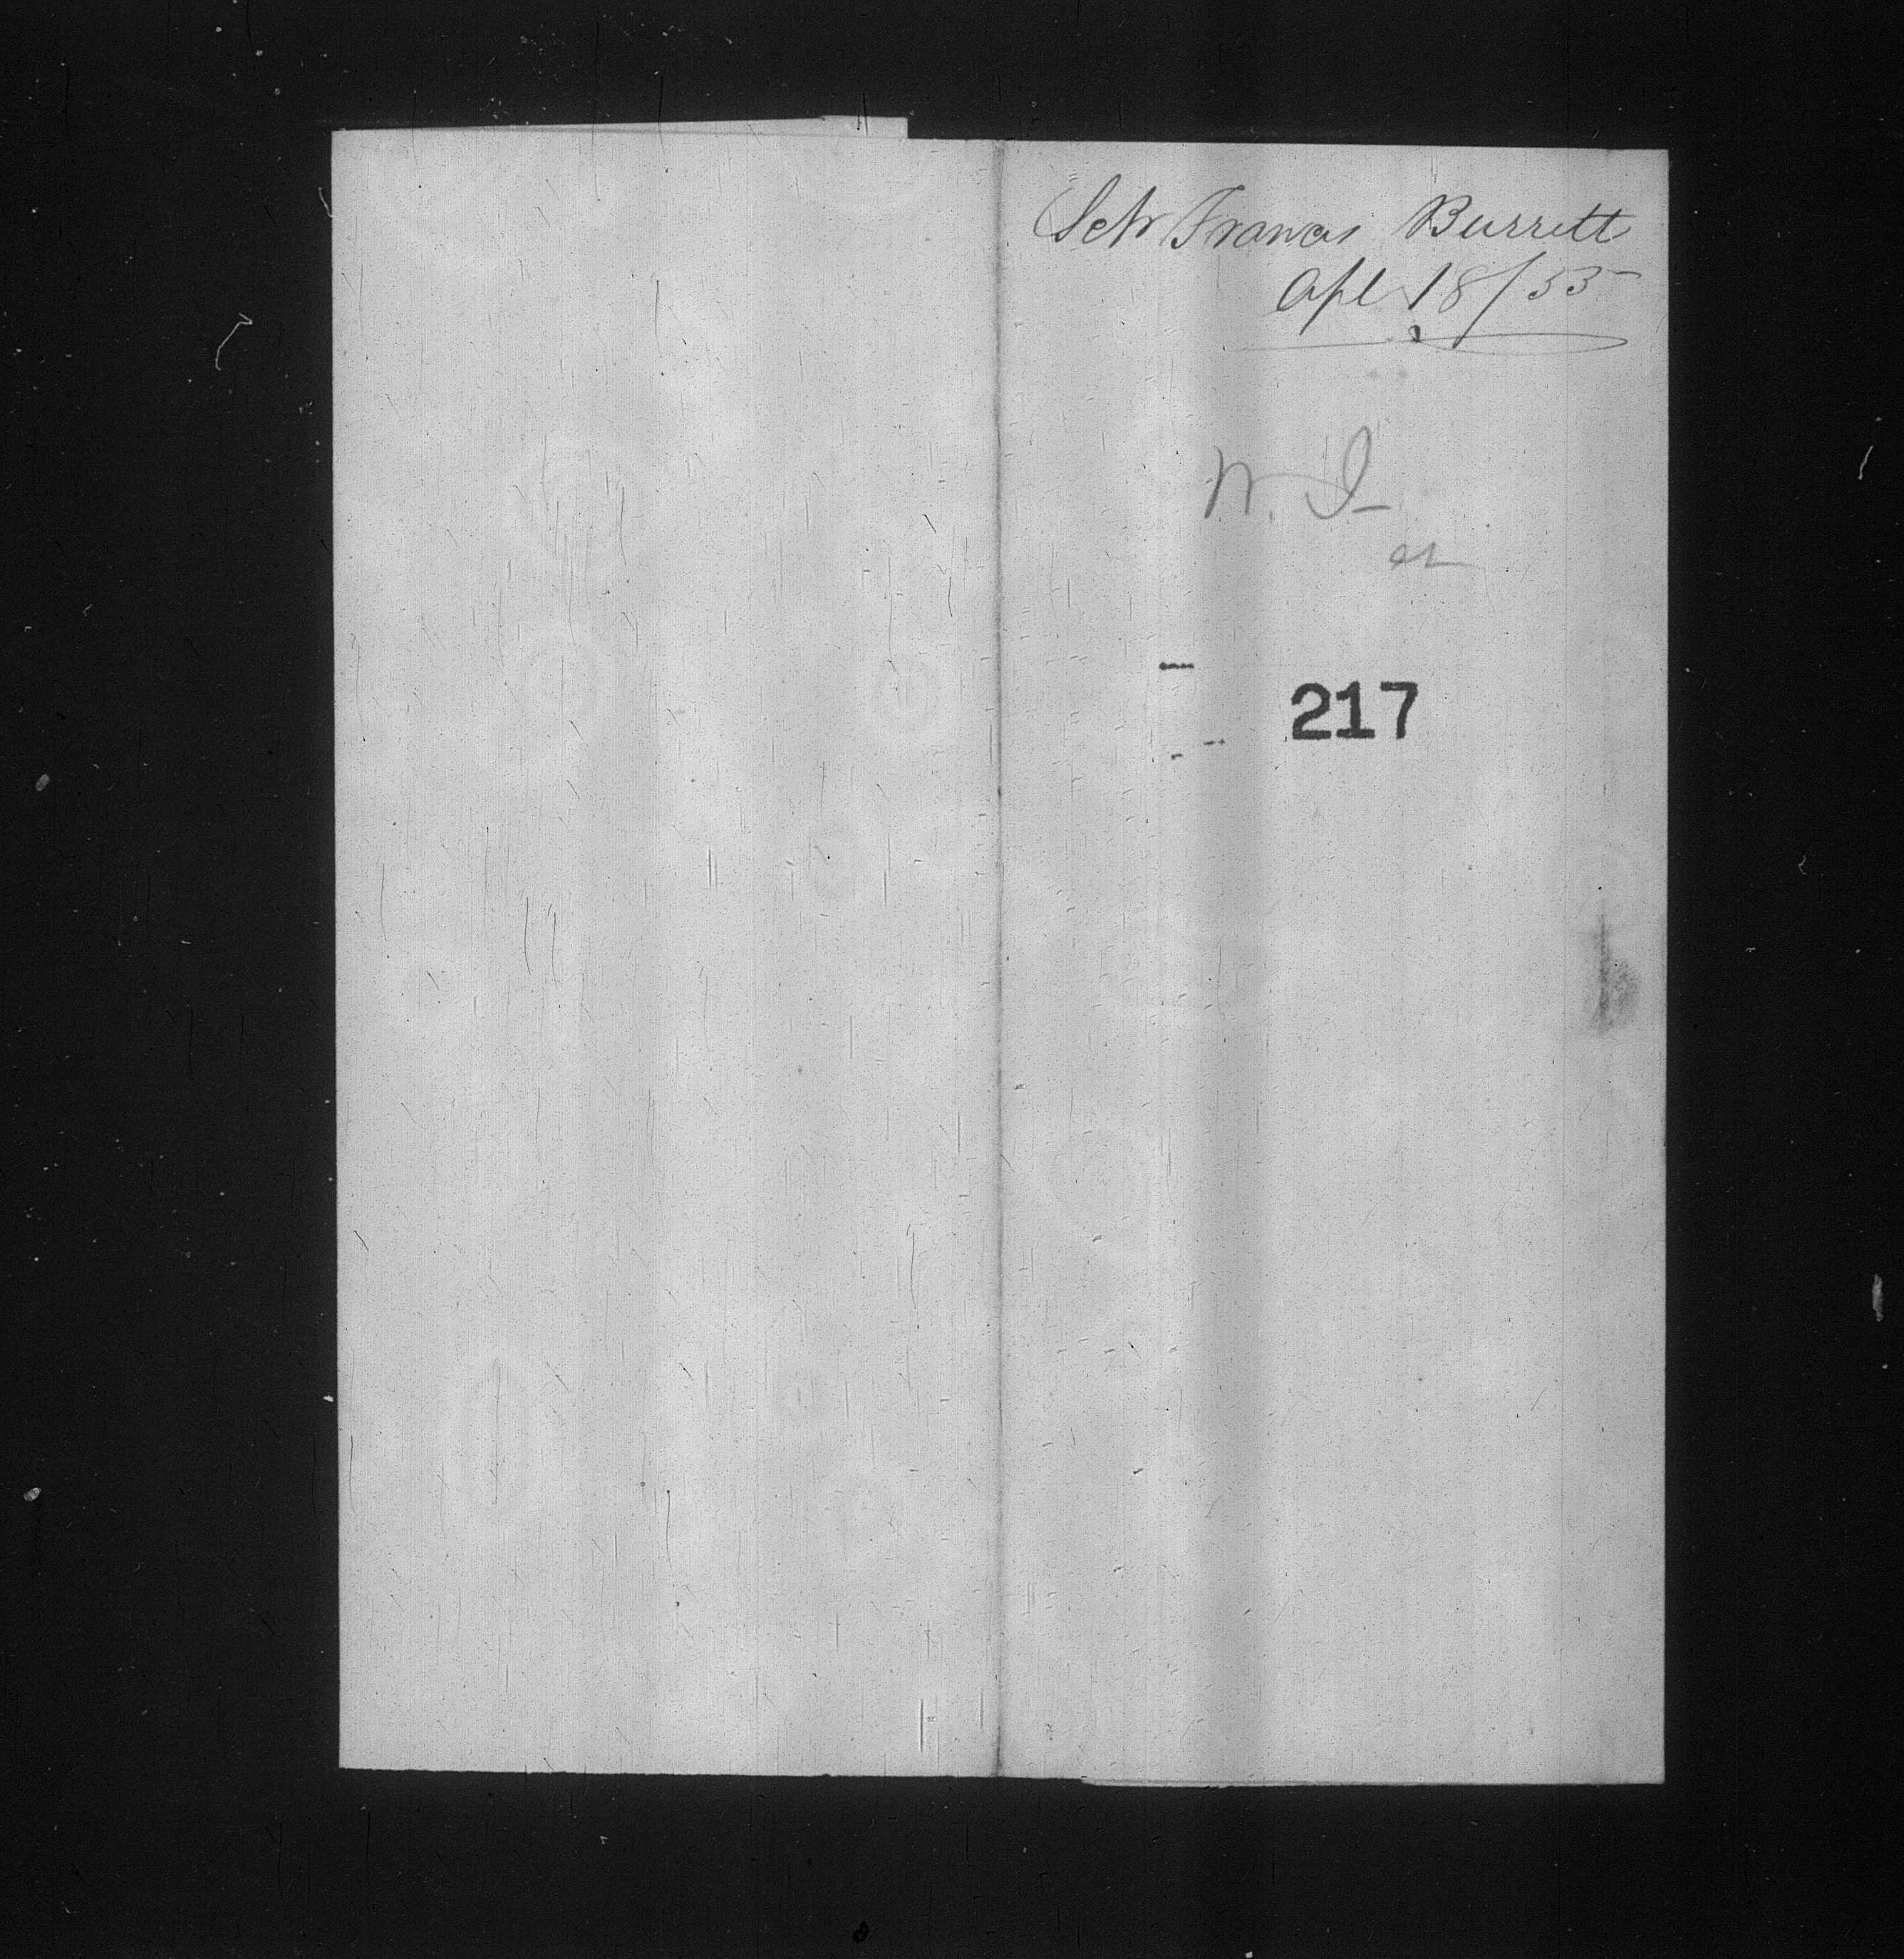 Schr Francis Burritt
Apl 18/55
N. I-
217